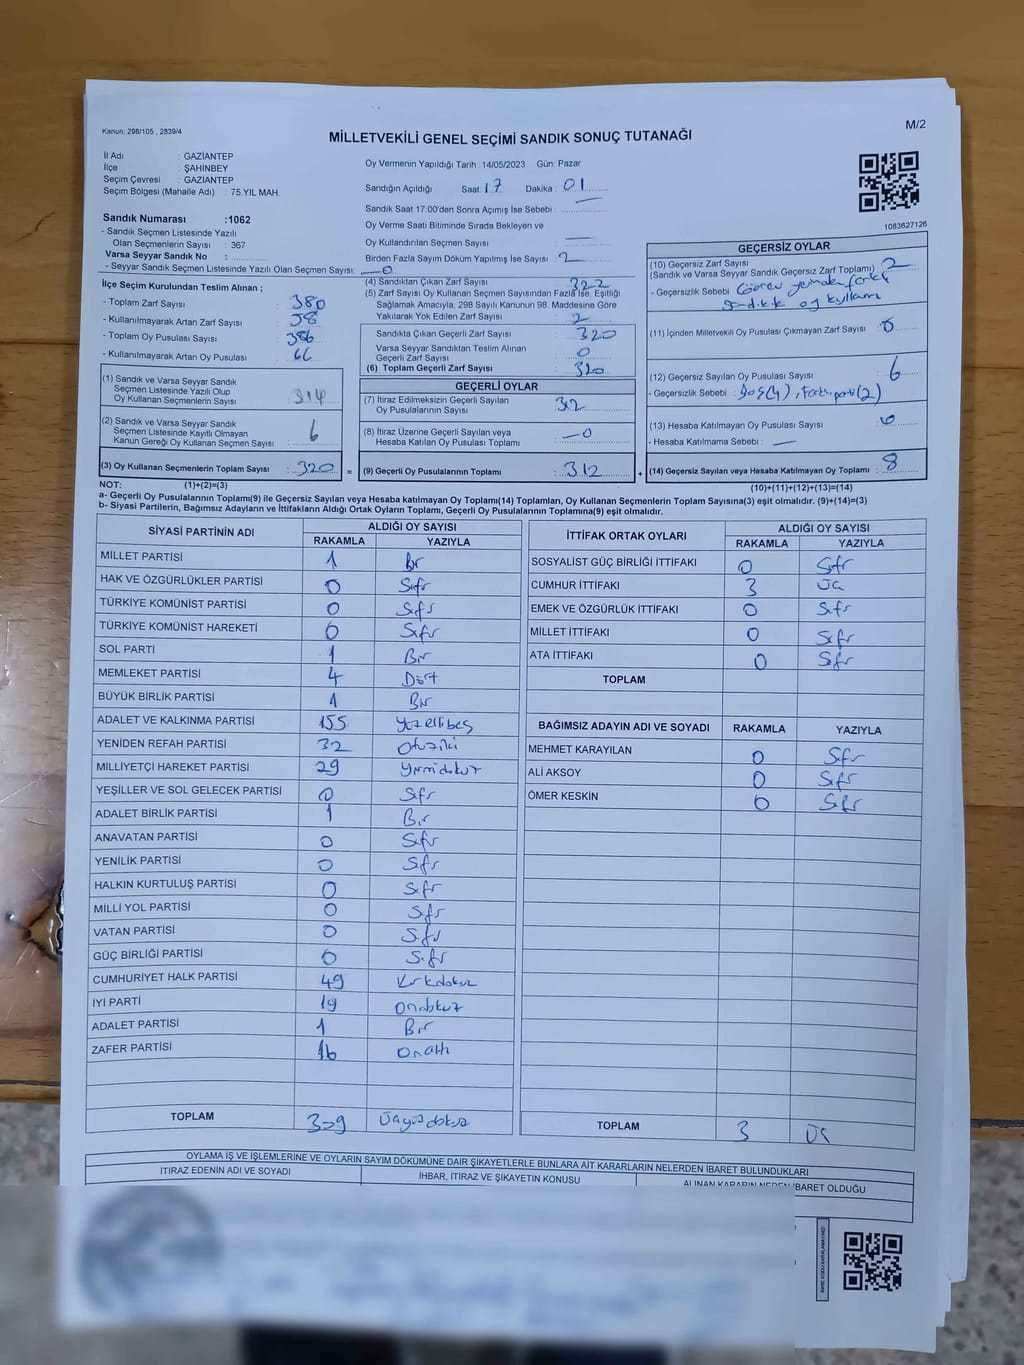 Kanun: 298/105 , 2839/4
M/2
MİLLETVEKİLİ GENEL SEÇİMİ SANDIK SONUÇ TUTANAĞI
İl Adı : GAZİANTEP
İlçe : ŞAHİNBEY
Seçim Çevresi : GAZİANTEP
Seçim Bölgesi (Mahalle Adı) : 75.YIL MAH.
Sandık Numarası :1062
- Sandık Seçmen Listesinde Yazılı
Olan Seçmenlerin Sayısı : 367
Varsa Seyyar Sandık No :
- Seyyar Sandık Seçmen Listesinde Yazılı Olan Seçmen Sayısı: 0
Oy Vermenin Yapıldığı Tarih :14/05/2023 Gün: Pazar
Sandığın Açıldığı Saat: 17 Dakika : 01
Sandık Saat 17.00'den Sonra Açımış İse Sebebi :
Oy Verme Saati Bitiminde Sırada Bekleyen ve
Oy Kullandırılan Seçmen Sayısı : —
Birden Fazla Sayım Döküm Yapılmış İse Sayısı : 2
1083627126
İlçe Seçim Kurulundan Teslim Alınan ;
- Toplam Zarf Sayısı : 380
- Kullanılmayarak Artan Zarf Sayısı : 58
- Toplam Oy Pusulası Sayısı : 386
- Kullanılmayarak Artan Oy Pusulası : 66
(4) Sandıktan Çıkan Zarf Sayısı : 322
(5) Zarf Sayısı Oy Kullanan Seçmen Sayısından Fazla İse, Eşitliği
Sağlamak Amacıyla, 298 Sayılı Kanunun 98. Maddesine Göre
Yakılarak Yok Edilen Zarf Sayısı : 2
Sandıkta Çıkan Geçerli Zarf Sayısı : 320
Varsa Seyyar Sandıktan Teslim Alınan
Geçerli Zarf Sayısı : 0
(6) Toplam Geçerli Zarf Sayısı : 320
GEÇERSİZ OYLAR
(10) Geçersiz Zarf Sayısı : 2
(Sandık ve Varsa Seyyar Sandık Geçersiz Zarf Toplamı)
- Geçersizlik Sebebi : Görev
sandıkta oy kullanım
(11) İçinden Milletvekili Oy Pusulası Çıkmayan Zarf Sayısı : 0
(12) Geçersiz Sayılan Oy Pusulası Sayısı : 6
- Geçersizlik Sebebi : Boş(4), Farklı parti(2)
(13) Hesaba Katılmayan Oy Pusulası Sayısı : 0
- Hesaba Katılmama Sebebi : —
(14) Geçersiz Sayılan veya Hesaba Katılmayan Oy Toplamı : 8
(10)+(11)+(12)+(13)=(14)
(1) Sandık ve Varsa Seyyar Sandık
Seçmen Listesinde Yazılı Olup
Oy Kullanan Seçmenlerin Sayısı : 314
(2) Sandık ve Varsa Seyyar Sandık
Seçmen Listesinde Kayıtlı Olmayan
Kanun Gereği Oy Kullanan Seçmen Sayısı : 6
(3) Oy Kullanan Seçmenlerin Toplam Sayısı : 320 =
GEÇERLİ OYLAR
(7) İtiraz Edilmeksizin Geçerli Sayılan
Oy Pusulalarının Sayısı : 312
(8) İtiraz Üzerine Geçerli Sayılan veya
Hesaba Katılan Oy Pusulası Toplamı : 0
(9) Geçerli Oy Pusulalarının Toplamı : 312 +
NOT: (1)+(2)=(3)
a- Geçerli Oy Pusulalarının Toplamı(9) ile Geçersiz Sayılan veya Hesaba katılmayan Oy Toplamı(14) Toplamları, Oy Kullanan Seçmenlerin Toplam Sayısına(3) eşit olmalıdır. (9)+(14)=(3)
b- Siyasi Partilerin, Bağımsız Adayların ve İttifakların Aldığı Ortak Oyların Toplamı, Geçerli Oy Pusulalarının Toplamına(9) eşit olmalıdır.
SİYASİ PARTİNİN ADI ALDIĞI OY SAYISI
RAKAMLA YAZIYLA
MİLLET PARTİSİ 1 Bir
HAK VE ÖZGÜRLÜKLER PARTİSİ 0 Sıfır
TÜRKİYE KOMÜNİST PARTİSİ 0 Sıfır
TÜRKİYE KOMÜNİST HAREKETİ 0 Sıfır
SOL PARTİ 1 Bir
MEMLEKET PARTİSİ 4 Dört
BÜYÜK BİRLİK PARTİSİ 1 Bir
ADALET VE KALKINMA PARTİSİ 155 Yüzellibeş
YENİDEN REFAH PARTİSİ 32 Otuziki
MİLLİYETÇİ HAREKET PARTİSİ 29 Yirmidokuz
YEŞİLLER VE SOL GELECEK PARTİSİ 0 Sıfır
ADALET BİRLİK PARTİSİ 1 Bir
ANAVATAN PARTİSİ 0 Sıfır
YENİLİK PARTİSİ 0 Sıfır
HALKIN KURTULUŞ PARTİSİ 0 Sıfır
MİLLİ YOL PARTİSİ 0 Sıfır
VATAN PARTİSİ 0 Sıfır
GÜÇ BİRLİĞİ PARTİSİ 0 Sıfır
CUMHURİYET HALK PARTİSİ 49 Kırkdokuz
İYİ PARTİ 19 Ondokuz
ADALET PARTİSİ 1 Bir
ZAFER PARTİSİ 16 Onaltı
TOPLAM 309 Üçyüzdokuz
İTTİFAK ORTAK OYLARI ALDIĞI OY SAYISI
RAKAMLA YAZIYLA
SOSYALİST GÜÇ BİRLİĞİ İTTİFAKI 0 Sıfır
CUMHUR İTTİFAKI 3 Üç
EMEK VE ÖZGÜRLÜK İTTİFAKI 0 Sıfır
MİLLET İTTİFAKI 0 Sıfır
ATA İTTİFAKI 0 Sıfır
TOPLAM
BAĞIMSIZ ADAYIN ADI VE SOYADI RAKAMLA YAZIYLA
MEHMET KARAYILAN 0 Sıfır
ALİ AKSOY 0 Sıfır
ÖMER KESKİN 0 Sıfır
TOPLAM 3 Üç
OYLAMA İŞ VE İŞLEMLERİNE VE OYLARIN SAYIM DÖKÜMÜNE DAİR ŞİKAYETLERLE BUNLARA AİT KARARLARIN NELERDEN İBARET BULUNDUKLARI
İTİRAZ EDENİN ADI VE SOYADI İHBAR, İTİRAZ VE ŞİKAYETİN KONUSU ALINAN KARARIN NEDEN İBARET OLDUĞU